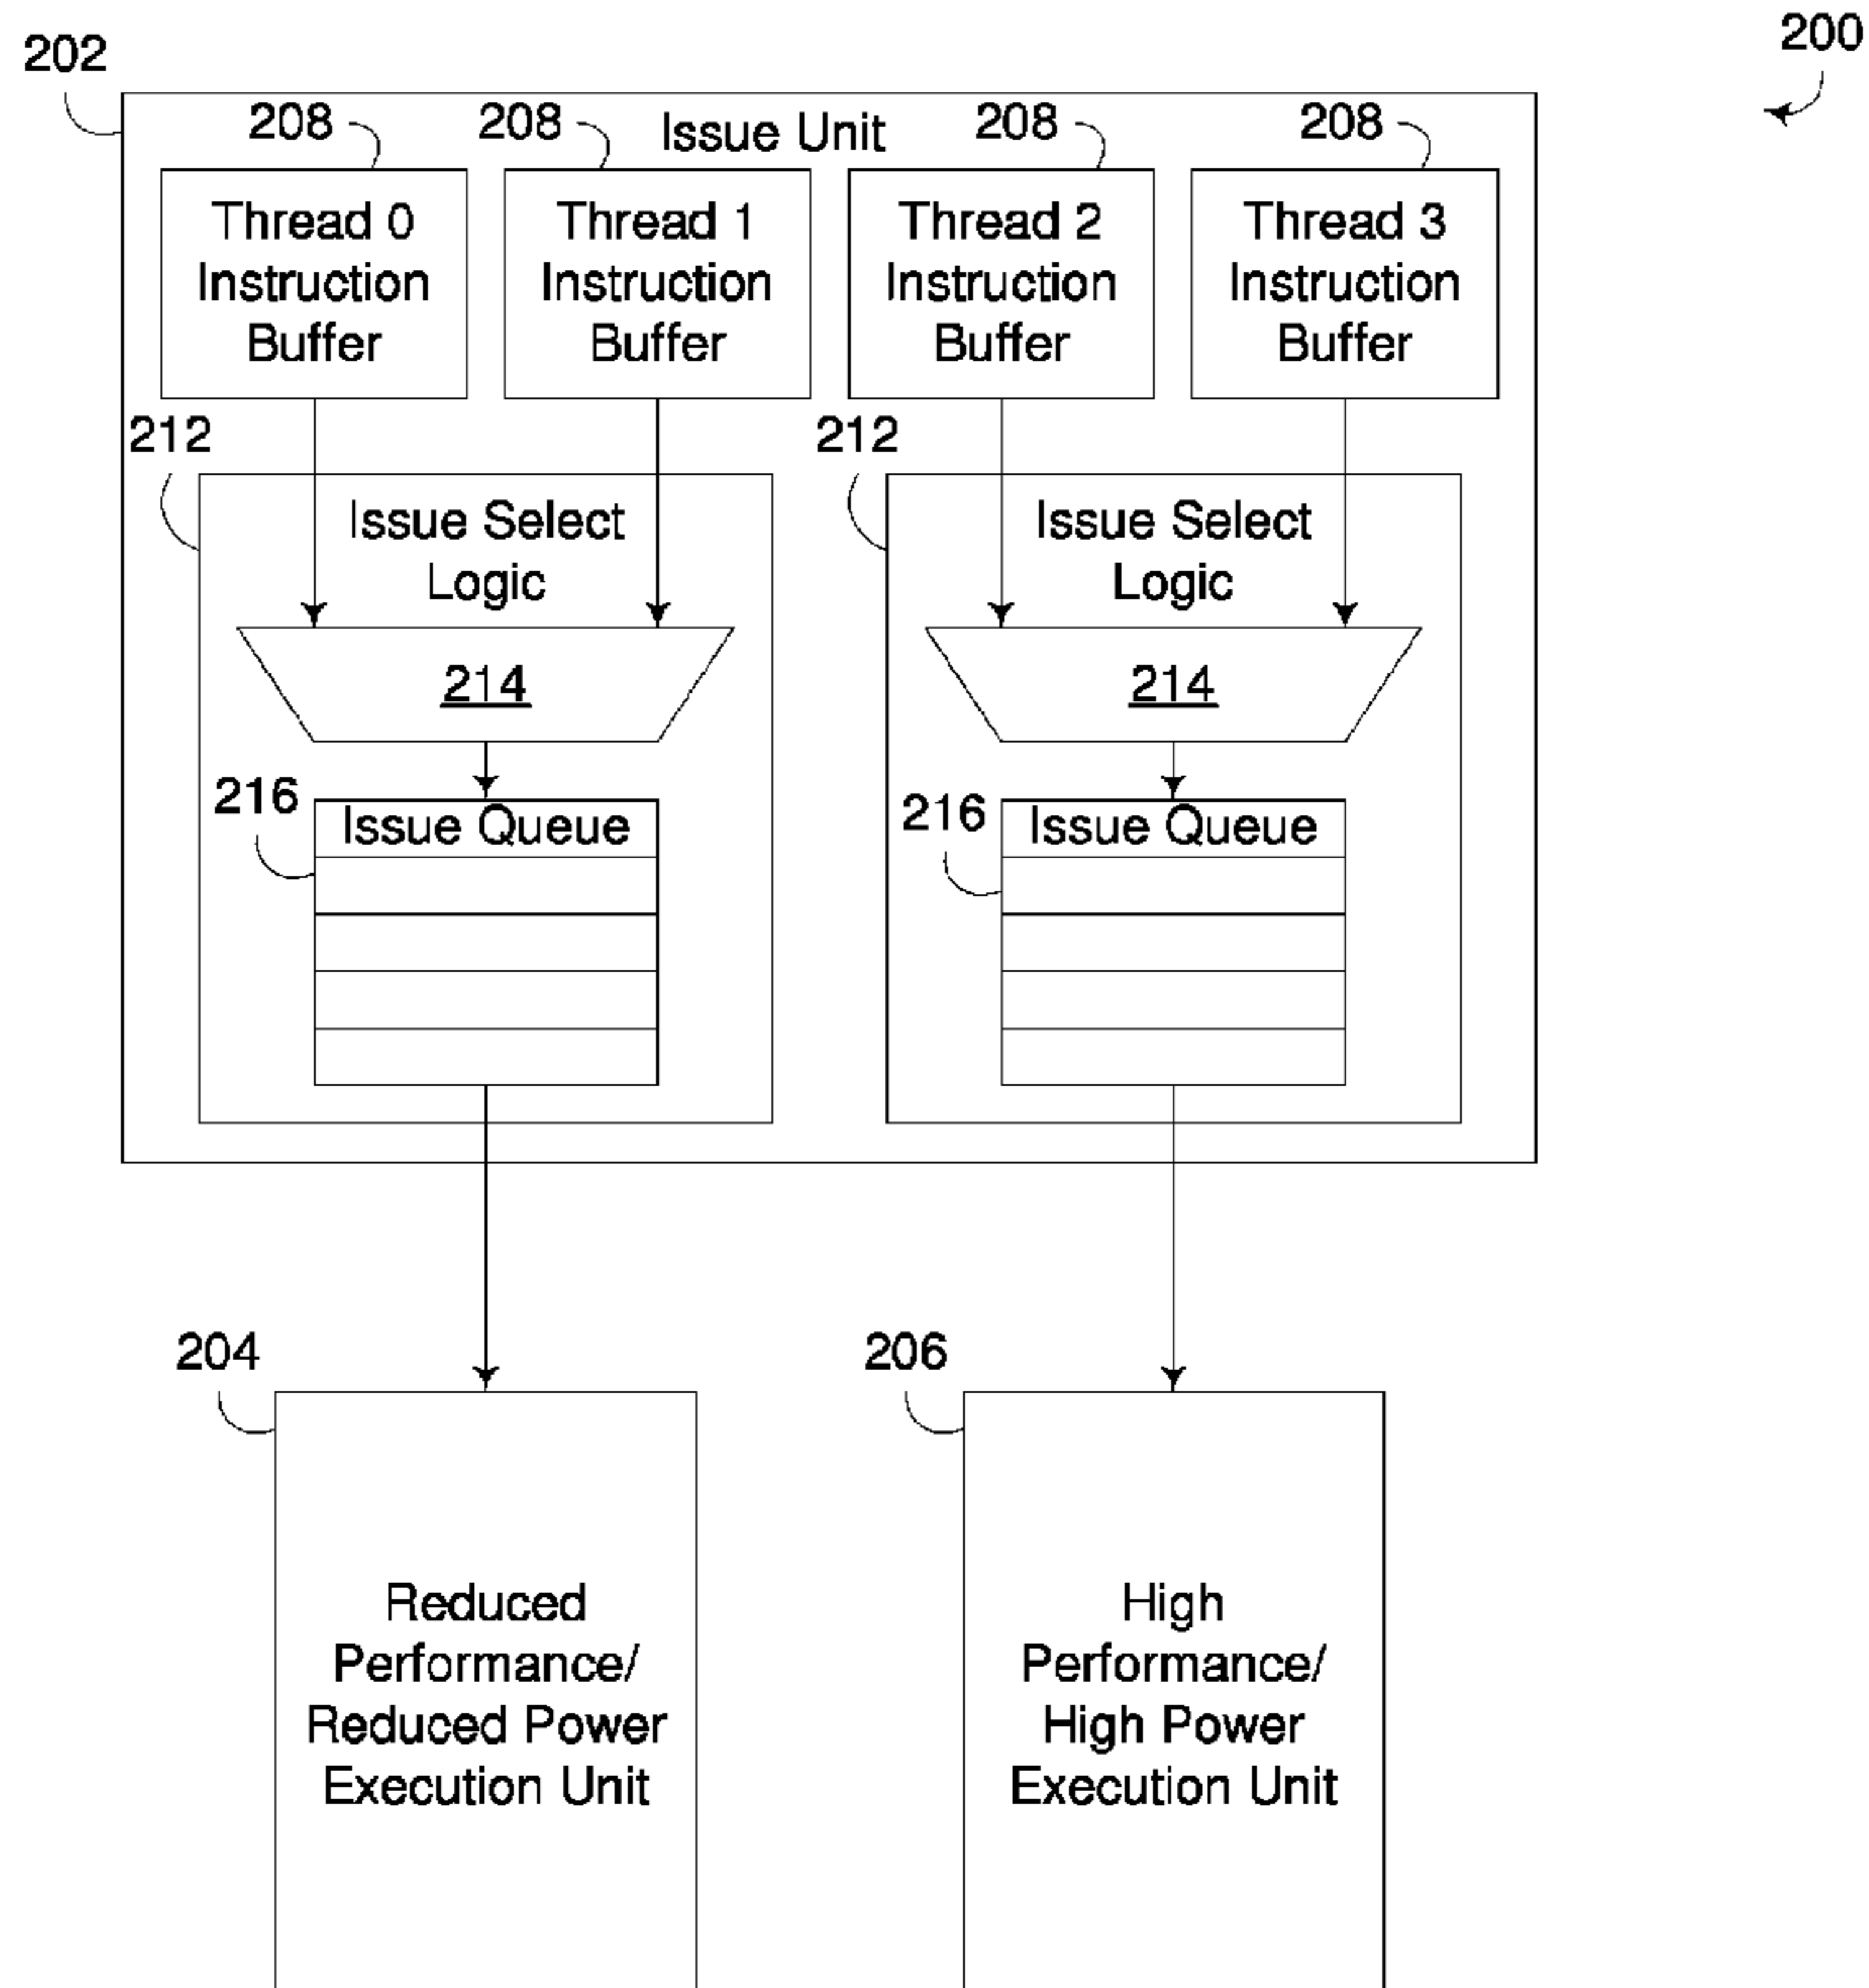 200
202
208
208
Issue Unit
208
208
Thread 0
Instruction
Buffer
Thread 1
Instruction
Buffer
Thread 2
Instruction
Buffer
Thread 3
Instruction
Buffer
212
Issue Select
Logic
214
216
Issue Queue
212
Issue Select
Logic
214
216
Issue Queue
204
Reduced
Performance/
Reduced Power
Execution Unit
206
High
Performance/
High Power
Execution Unit